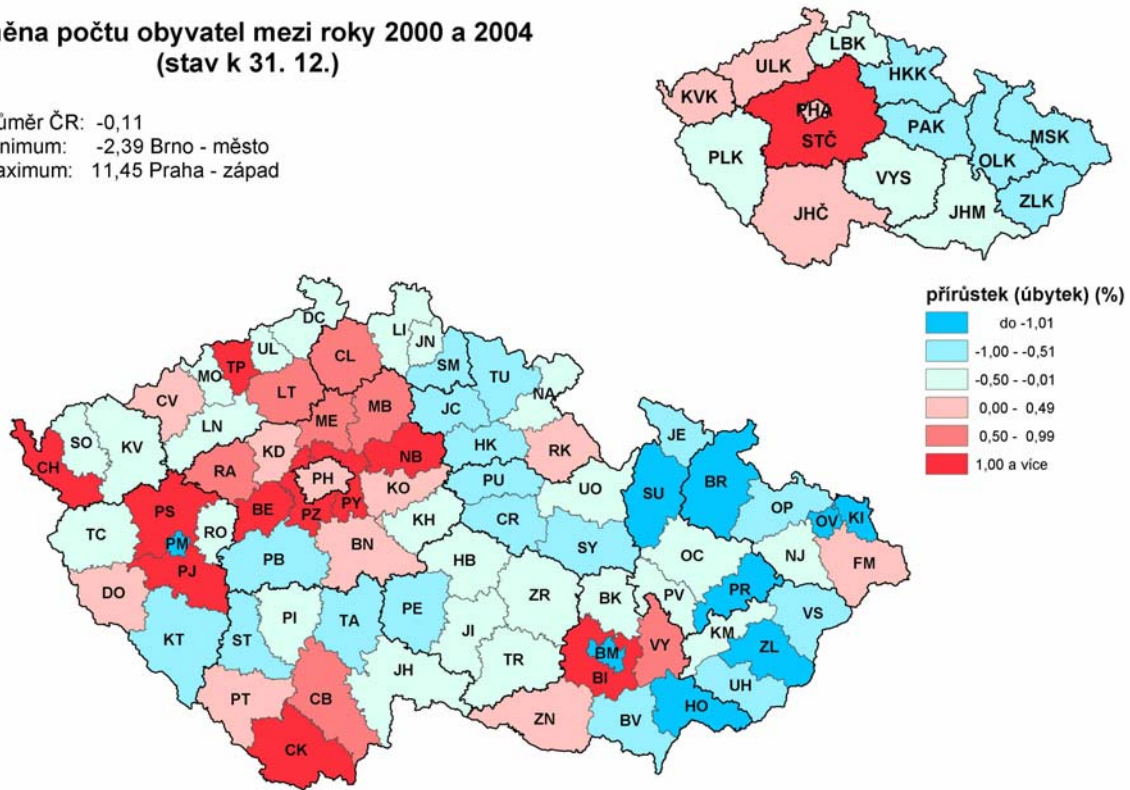 ěna počtu obyvatel mezi roky 2000 a 2004
(stav k 31. 12.)
ůměr ČR: -0,11
nimum: -2,39 Brno - město
aximum: 11,45 Praha - západ
LBK
ULK
HKK
KVK
PHA
STČ
PAK
MSK
PLK
OLK
VYS
ZLK
JHČ
JHM
přírůstek (úbytek) (%)
do -1,01
-1,00 - -0,51
-0,50 - -0,01
0,00 - 0,49
0,50 - 0,99
1,00 a více
DC
LI
UL
JN
TP
CL
SM
MO
TU
NA
CV
LT
MB
JC
ME
LN
SO
KV
HK
JE
CH
RA
KD
NB
RK
PH
KO
PU
SU
BR
UO
PS
BE
PZ
PY
OP
OV
KI
TC
RO
KH
CR
PM
BN
SY
PB
OC
NJ
FM
PJ
HB
DO
PR
ZR
BK
PV
PE
VS
KT
ST
PI
TA
JI
KM
VY
BM
ZL
TR
JH
BI
UH
PT
CB
HO
ZN
BV
CK